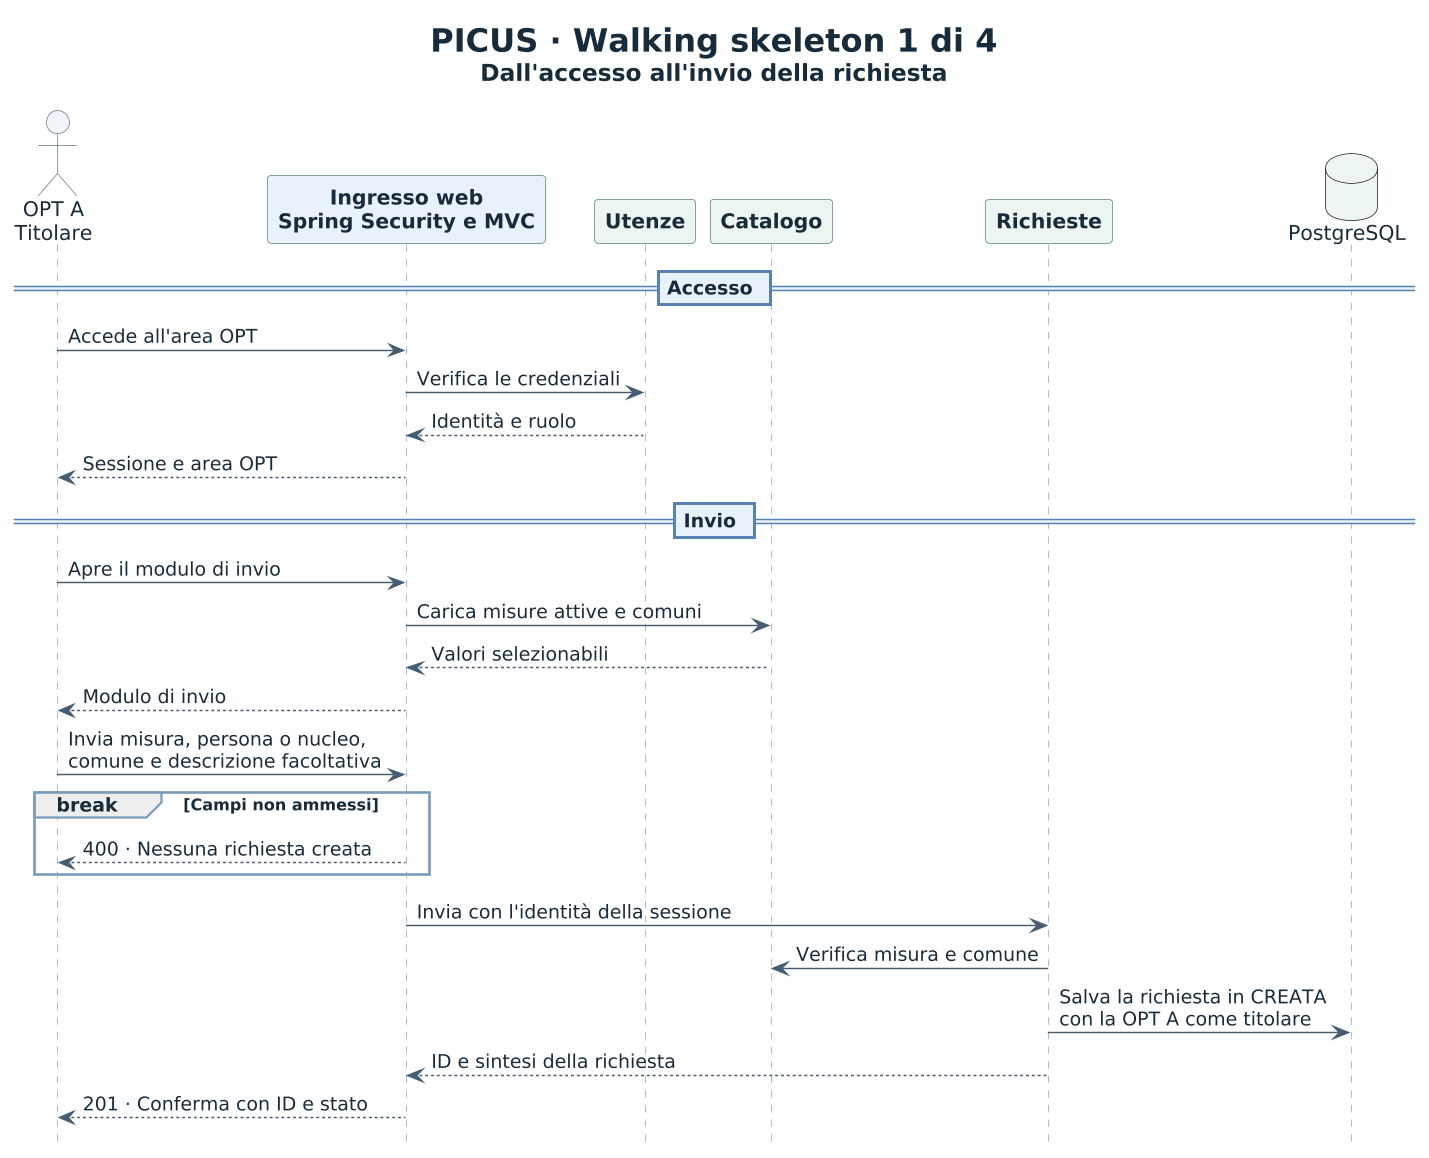 PICUS · Walking skeleton 1 di 4
Dall'accesso all'invio della richiesta
OPT A
Titolare
Ingresso web
Spring Security e MVC
Utenze
Catalogo
Richieste
PostgreSQL
Accesso
Accede all'area OPT
Verifica le credenziali
Identità e ruolo
Sessione e area OPT
Invio
Apre il modulo di invio
Carica misure attive e comuni
Valori selezionabili
Modulo di invio
Invia misura, persona o nucleo,
comune e descrizione facoltativa
break
[Campi non ammessi]
400 · Nessuna richiesta creata
Invia con l'identità della sessione
Verifica misura e comune
Salva la richiesta in CREATA
con la OPT A come titolare
ID e sintesi della richiesta
201 · Conferma con ID e stato